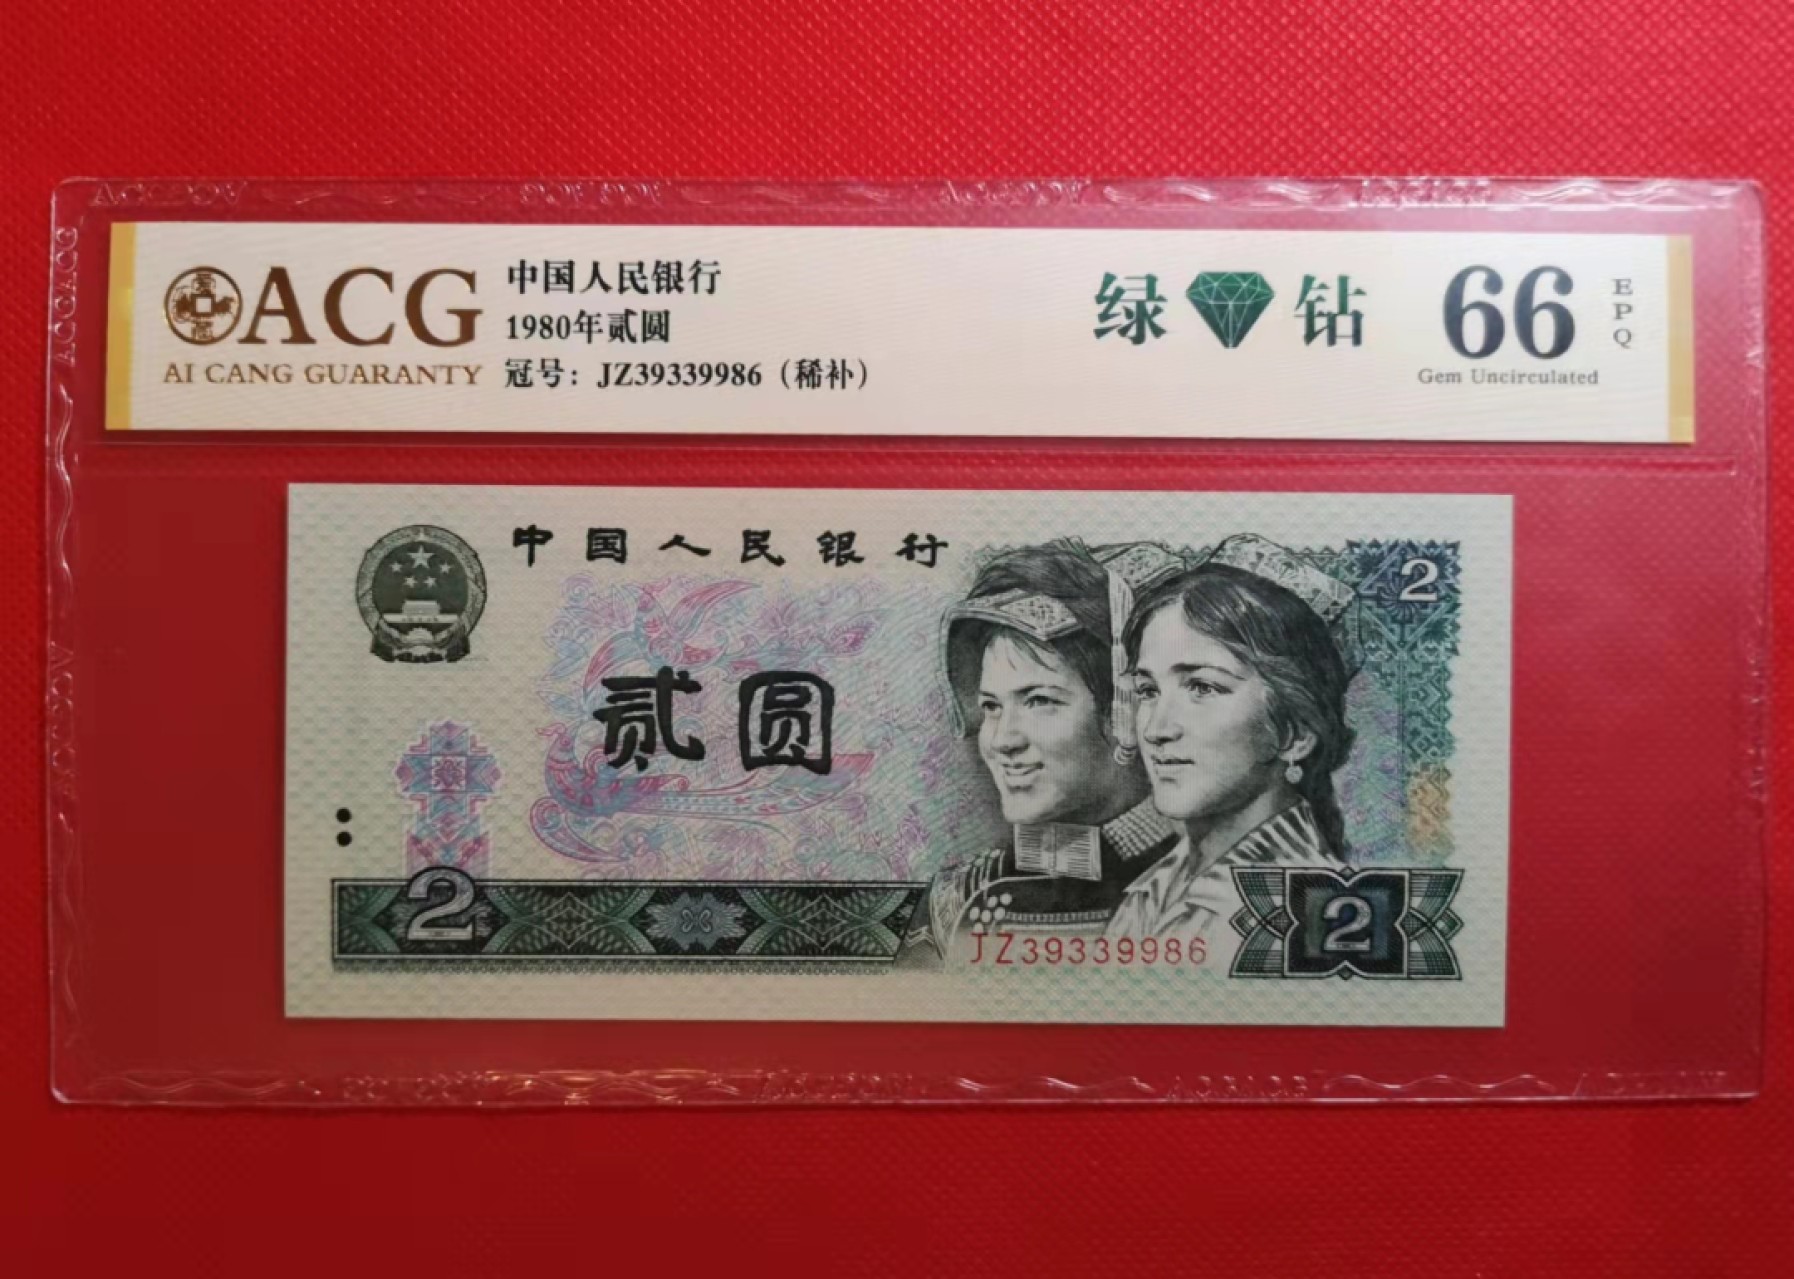 ACG
AI CANG GUARANTY
中国人民银行
1980年贰圆
冠号：JZ39339986（稀补）
绿钻
66
EPQ
Gem Uncirculated
中国人民银行
2
贰圆
2
JZ39339986
2